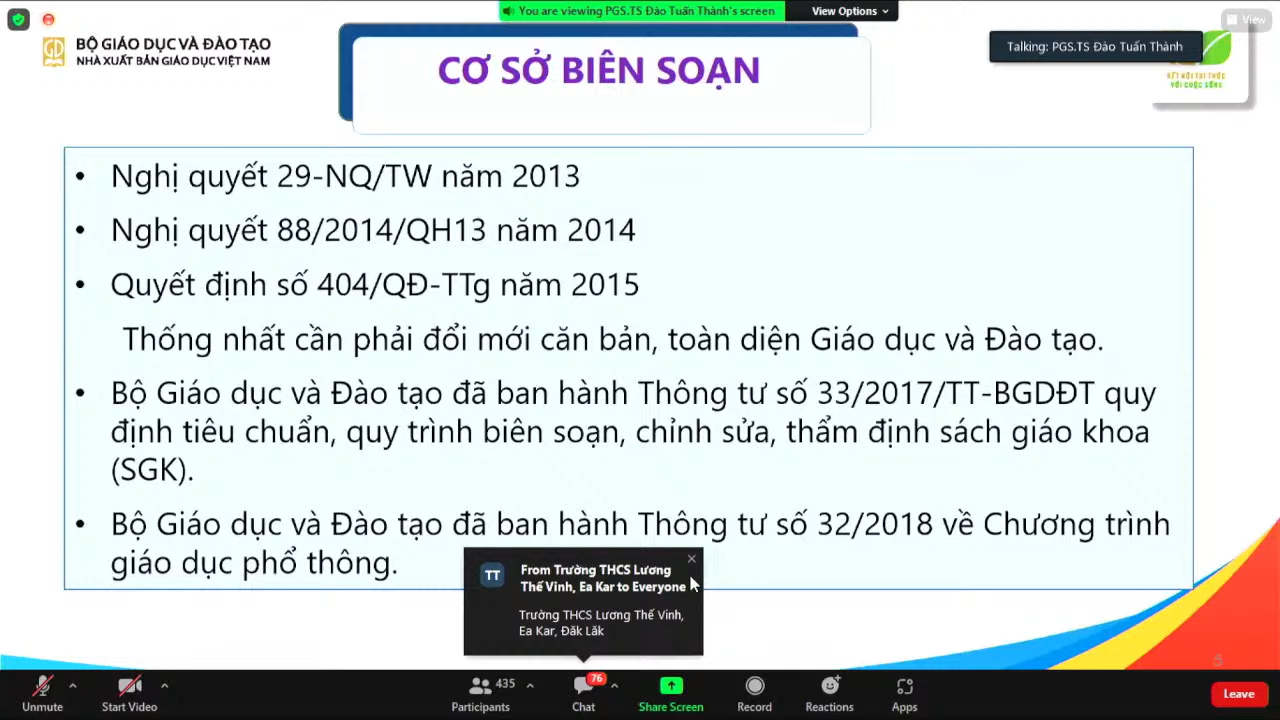 You are viewing PGS.TS Đào Tuấn Thành's screen
View Options
View
BỘ GIÁO DỤC VÀ ĐÀO TẠO
NHÀ XUẤT BẢN GIÁO DỤC VIỆT NAM
Talking: PGS.TS Đào Tuấn Thành
KẾT NỐI TRI THỨC
VỚI CUỘC SỐNG
CƠ SỞ BIÊN SOẠN
• Nghị quyết 29-NQ/TW năm 2013
• Nghị quyết 88/2014/QH13 năm 2014
• Quyết định số 404/QĐ-TTg năm 2015
Thống nhất cần phải đổi mới căn bản, toàn diện Giáo dục và Đào tạo.
• Bộ Giáo dục và Đào tạo đã ban hành Thông tư số 33/2017/TT-BGDĐT quy
định tiêu chuẩn, quy trình biên soạn, chỉnh sửa, thẩm định sách giáo khoa
(SGK).
• Bộ Giáo dục và Đào tạo đã ban hành Thông tư số 32/2018 về Chương trình
giáo dục phổ thông.
TT
From Trường THCS Lương
Thế Vinh, Ea Kar to Everyone
Trường THCS Lương Thế Vinh,
Ea Kar, Đăk Lăk
Unmute
Start Video
435
Participants
76
Chat
Share Screen
Record
Reactions
Apps
Leave